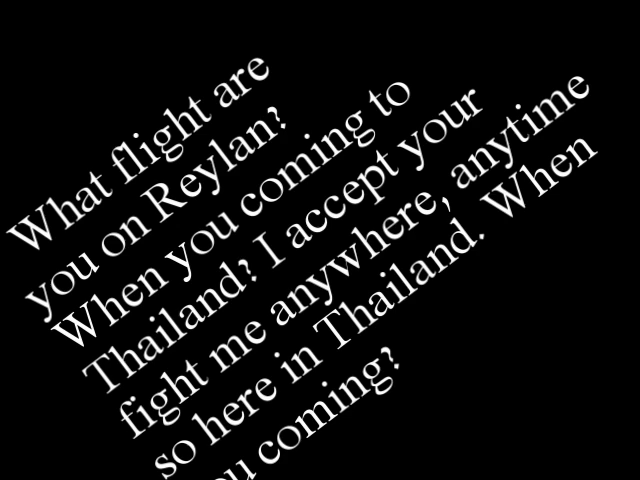 What flight are
you on Reylan?
When you coming to
Thailand? I accept your
fight me anywhere, anytime
so here in Thailand. When
coming?